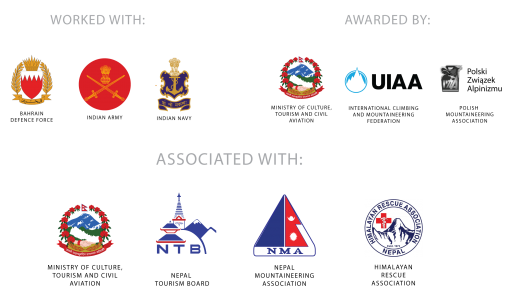 WORKED WITH:
AWARDED BY:
UIAA
Polski
Związek
Alpinizmu
BAHRAIN
DEFENCE FORCE
INDIAN ARMY
INDIAN NAVY
MINISTRY OF CULTURE,
TOURISM AND CIVIL
AVIATION
INTERNATIONAL CLIMBING
AND MOUNTAINEERING
FEDERATION
POLISH
MOUNTAINEERING
ASSOCIATION
ASSOCIATED WITH:
NTB
NMA
HIMALAYAN RESCUE ASSOCIATION
NEPAL
MINISTRY OF CULTURE,
TOURISM AND CIVIL
AVIATION
NEPAL
TOURISM BOARD
NEPAL
MOUNTAINEERING
ASSOCIATION
HIMALAYAN
RESCUE
ASSOCIATION